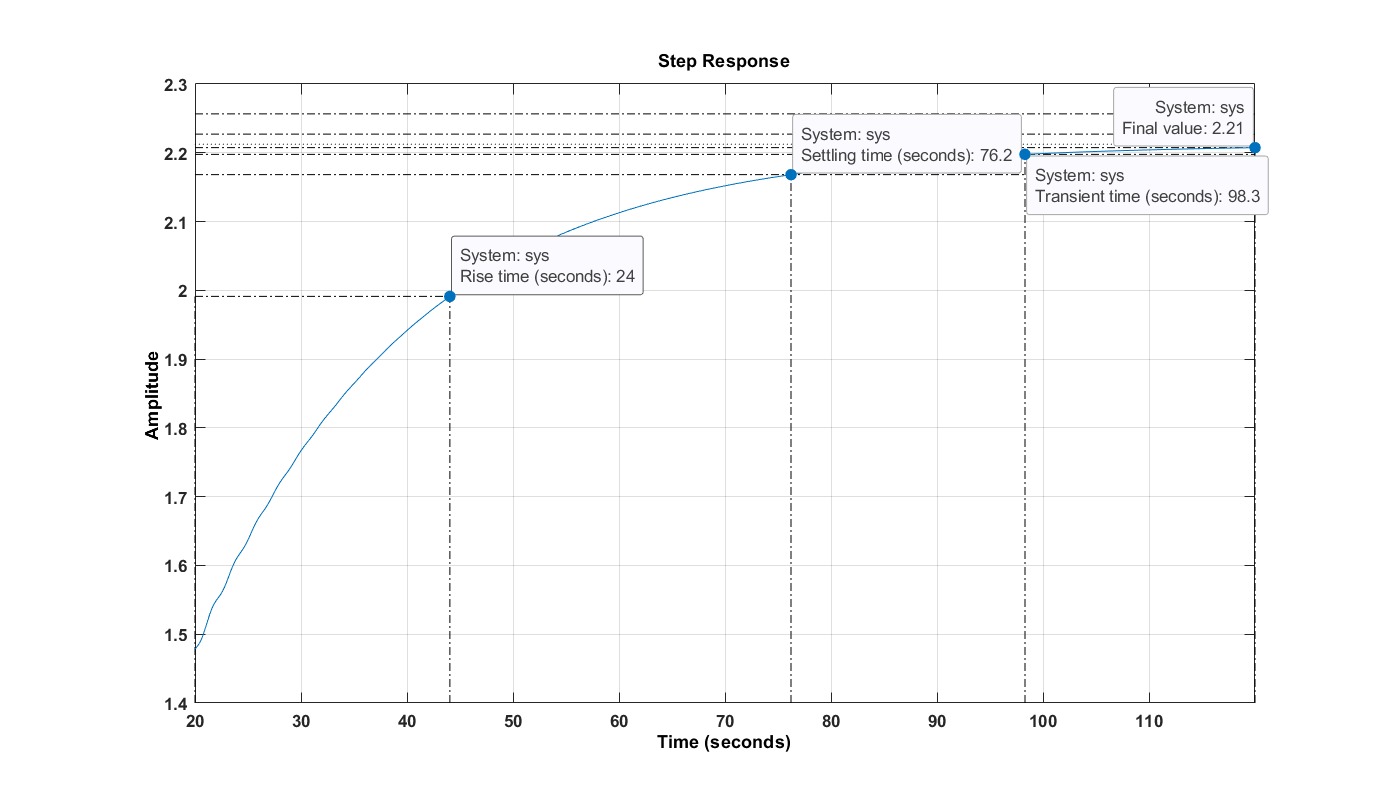 Step Response
2.3
2.2
2.1
2
1.9
1.8
1.7
1.6
1.5
1.4
Amplitude
System: sys
Final value: 2.21
System: sys
Settling time (seconds): 76.2
System: sys
Transient time (seconds): 98.3
System: sys
Rise time (seconds): 24
20 30 40 50 60 70 80 90 100 110
Time (seconds)